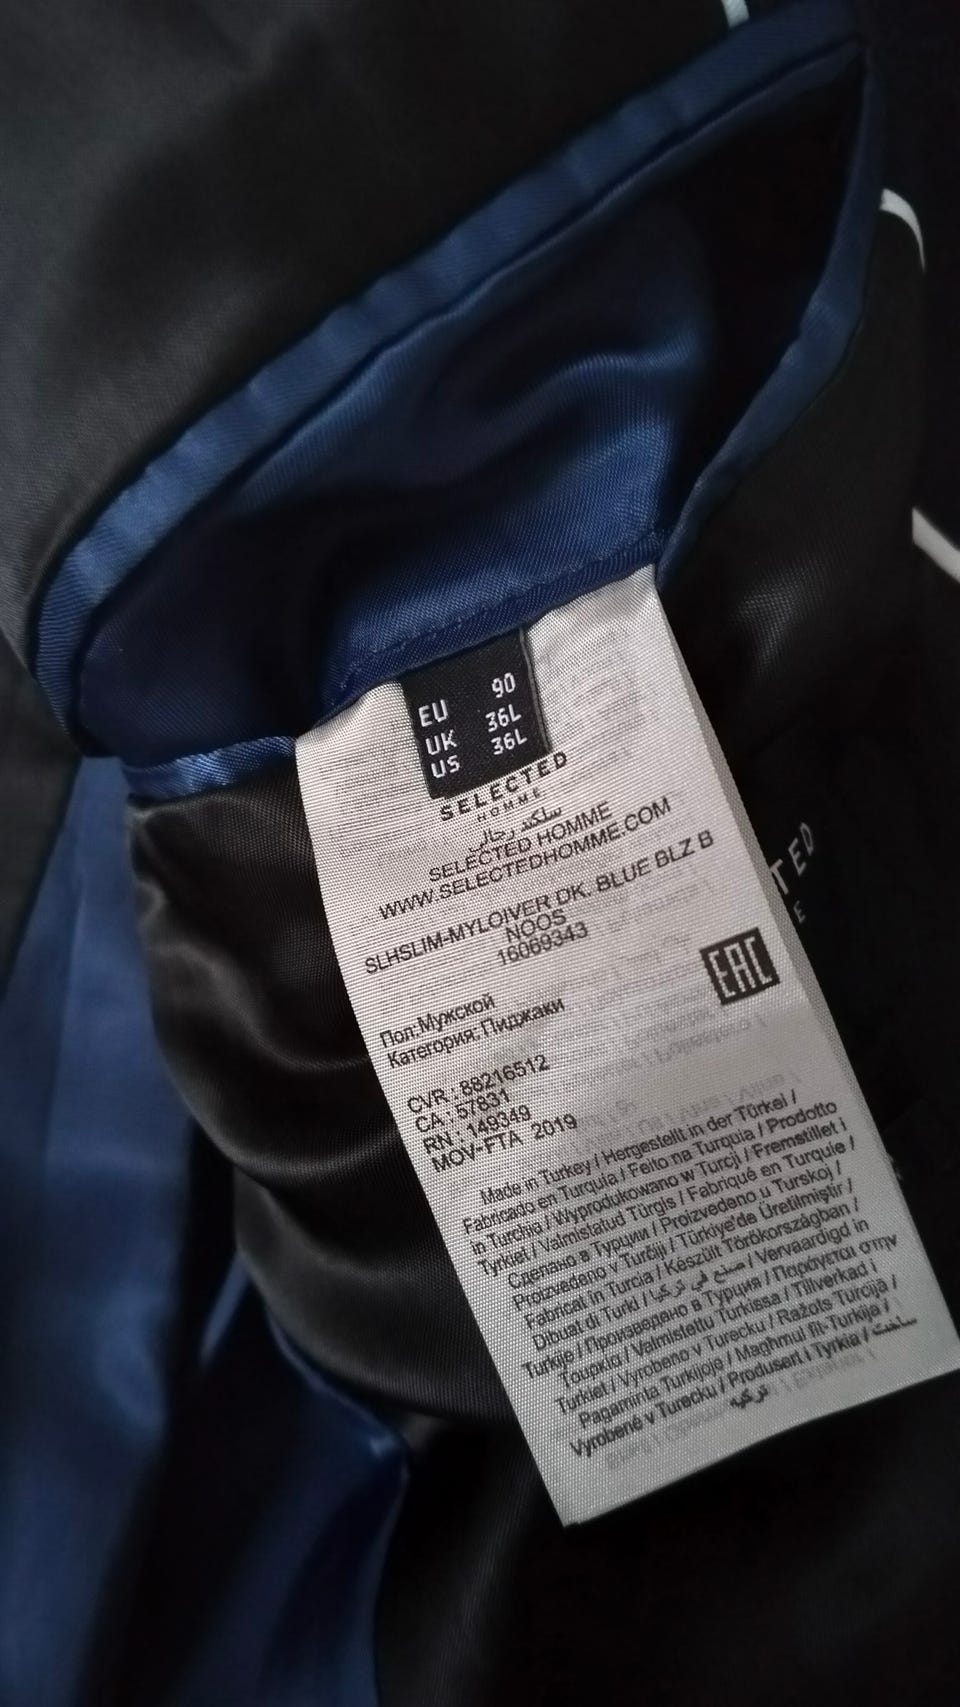 EU 90
UK 36L
US 36L
SELECTED
HOMME
سلكتد رجالي
SELECTED HOMME
WWW.SELECTEDHOMME.COM
SLHSLIM-MYLOIVER DK. BLUE BLZ B
NOOS
16069343
EAC
Пол:Мужской
Категория: Пиджаки
CVR : 88216512
CA : 57831
RN : 149349
MOV-FTA 2019
Made in Turkey / Hergestellt in der Türkei /
Fabricado en Turquía / Feito na Turquia / Prodotto
in Turchia / Wyprodukowano w Turcji / Fremstillet i
Tyrkiet / Valmistatud Türgis / Fabriqué en Turquie /
Сделано в Турции / Proizvedeno u Turskoj /
Proizvedeno v Turčiji / Türkiye'de Üretilmiştir /
Fabricat in Turcia / Készült Törökországban /
Dibuat di Turki / صنع في تركيا / Vervaardigd in
Turkije / Произведено в Турция / Παράγεται στην
Τουρκία / Valmistettu Turkissa / Tillverkad i
Turkiet / Vyrobeno v Turecku / Ražots Turcijā /
Pagaminta Turkijoje / Maghmul fit-Turkija /
Vyrobené v Turecku / Produsert i Tyrkia / ساخت
ترکیه
TED
E